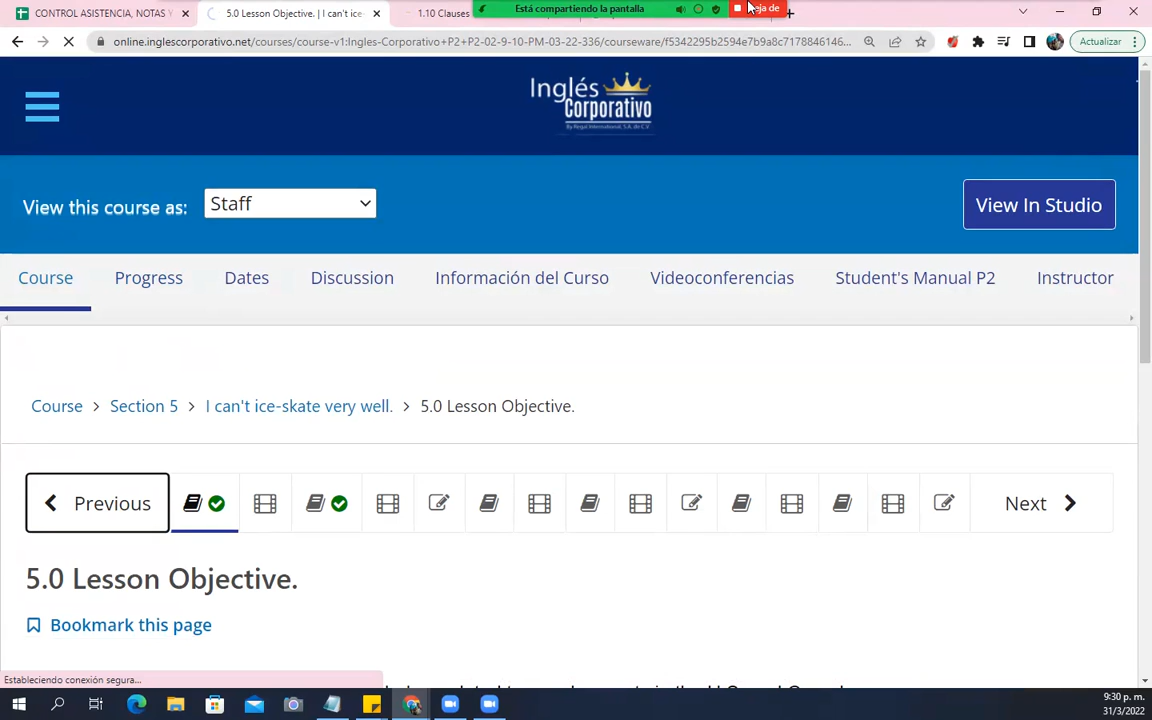 CONTROL ASISTENCIA, NOTAS
5.0 Lesson Objective. | I can't ice-
1.10 Clauses
Está compartiendo la pantalla
online.inglescorporativo.net/courses/course-v1:Ingles-Corporativo+P2+P2-02-9-10-PM-03-22-336/courseware/f5342295b2594e7b9a8c7178846146...
Actualizar
Inglés
Corporativo
By Regal International, S.A. de C.V.
View this course as:
Staff
View In Studio
Course
Progress
Dates
Discussion
Información del Curso
Videoconferencias
Student's Manual P2
Instructor
Course > Section 5 > I can't ice-skate very well. > 5.0 Lesson Objective.
Previous
Next
5.0 Lesson Objective.
Bookmark this page
Estableciendo conexión segura...
9:30 p. m.
31/3/2022